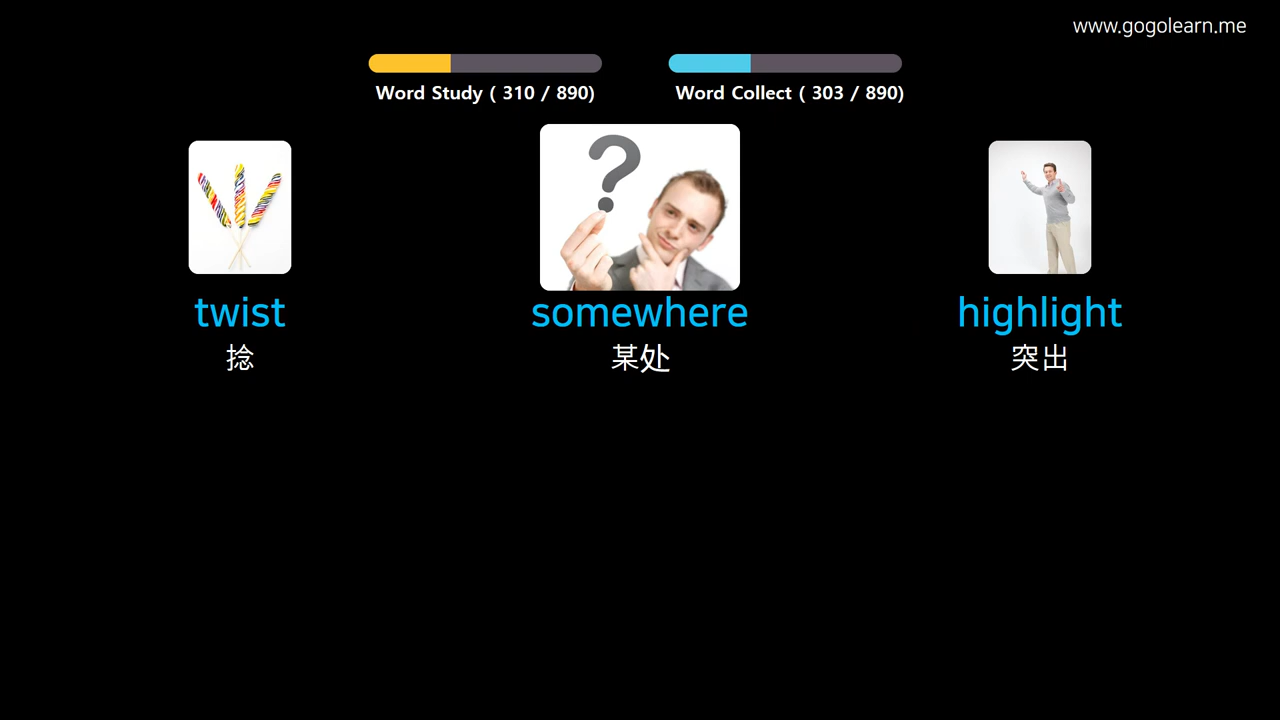 www.gogolearn.me
Word Study ( 310 / 890)
Word Collect ( 303 / 890)
twist
捻
somewhere
某处
highlight
突出